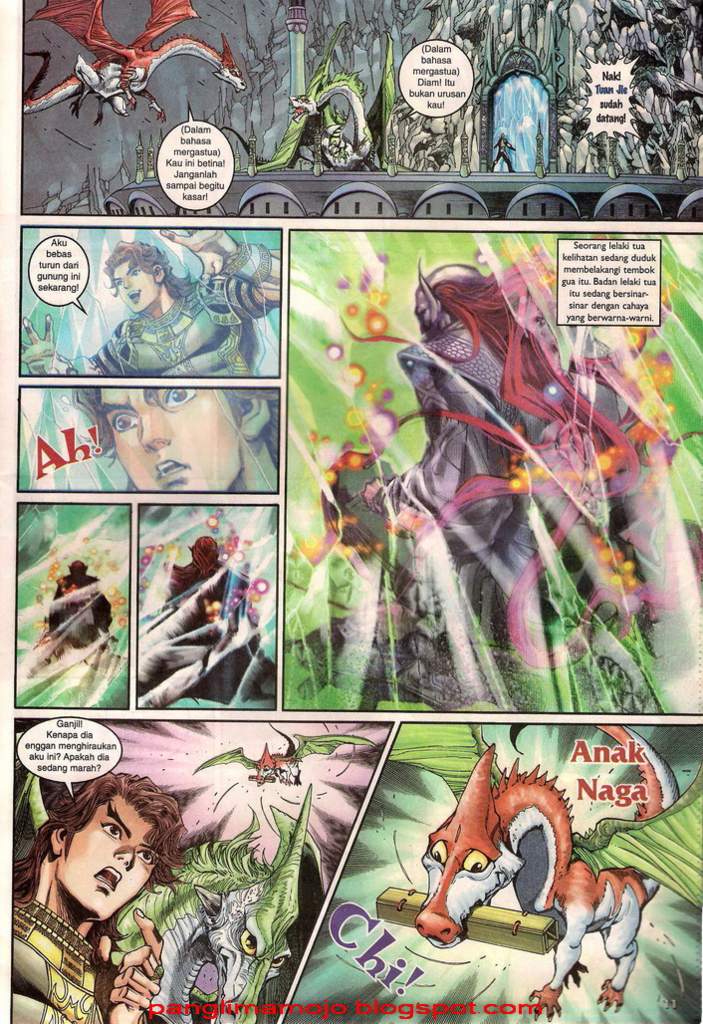 (Dalam
bahasa
mergastua)
Kau ini betina!
Janganlah
sampai begitu
kasar!
(Dalam
bahasa
mergastua)
Diam! Itu
bukan urusan
kau!
Nak!
Tuan Jie
sudah
datang!
Aku
bebas
turun dari
gunung ini
sekarang!
Seorang lelaki tua
kelihatan sedang duduk
membelakangi tembok
gua itu. Badan lelaki tua
itu sedang bersinar-
sinar dengan cahaya
yang berwarna-warni.
Ah!
Ganjil!
Kenapa dia
enggan menghiraukan
aku ini? Apakah dia
sedang marah?
Anak
Naga
Chi!
panglimamojo.blogspot.com